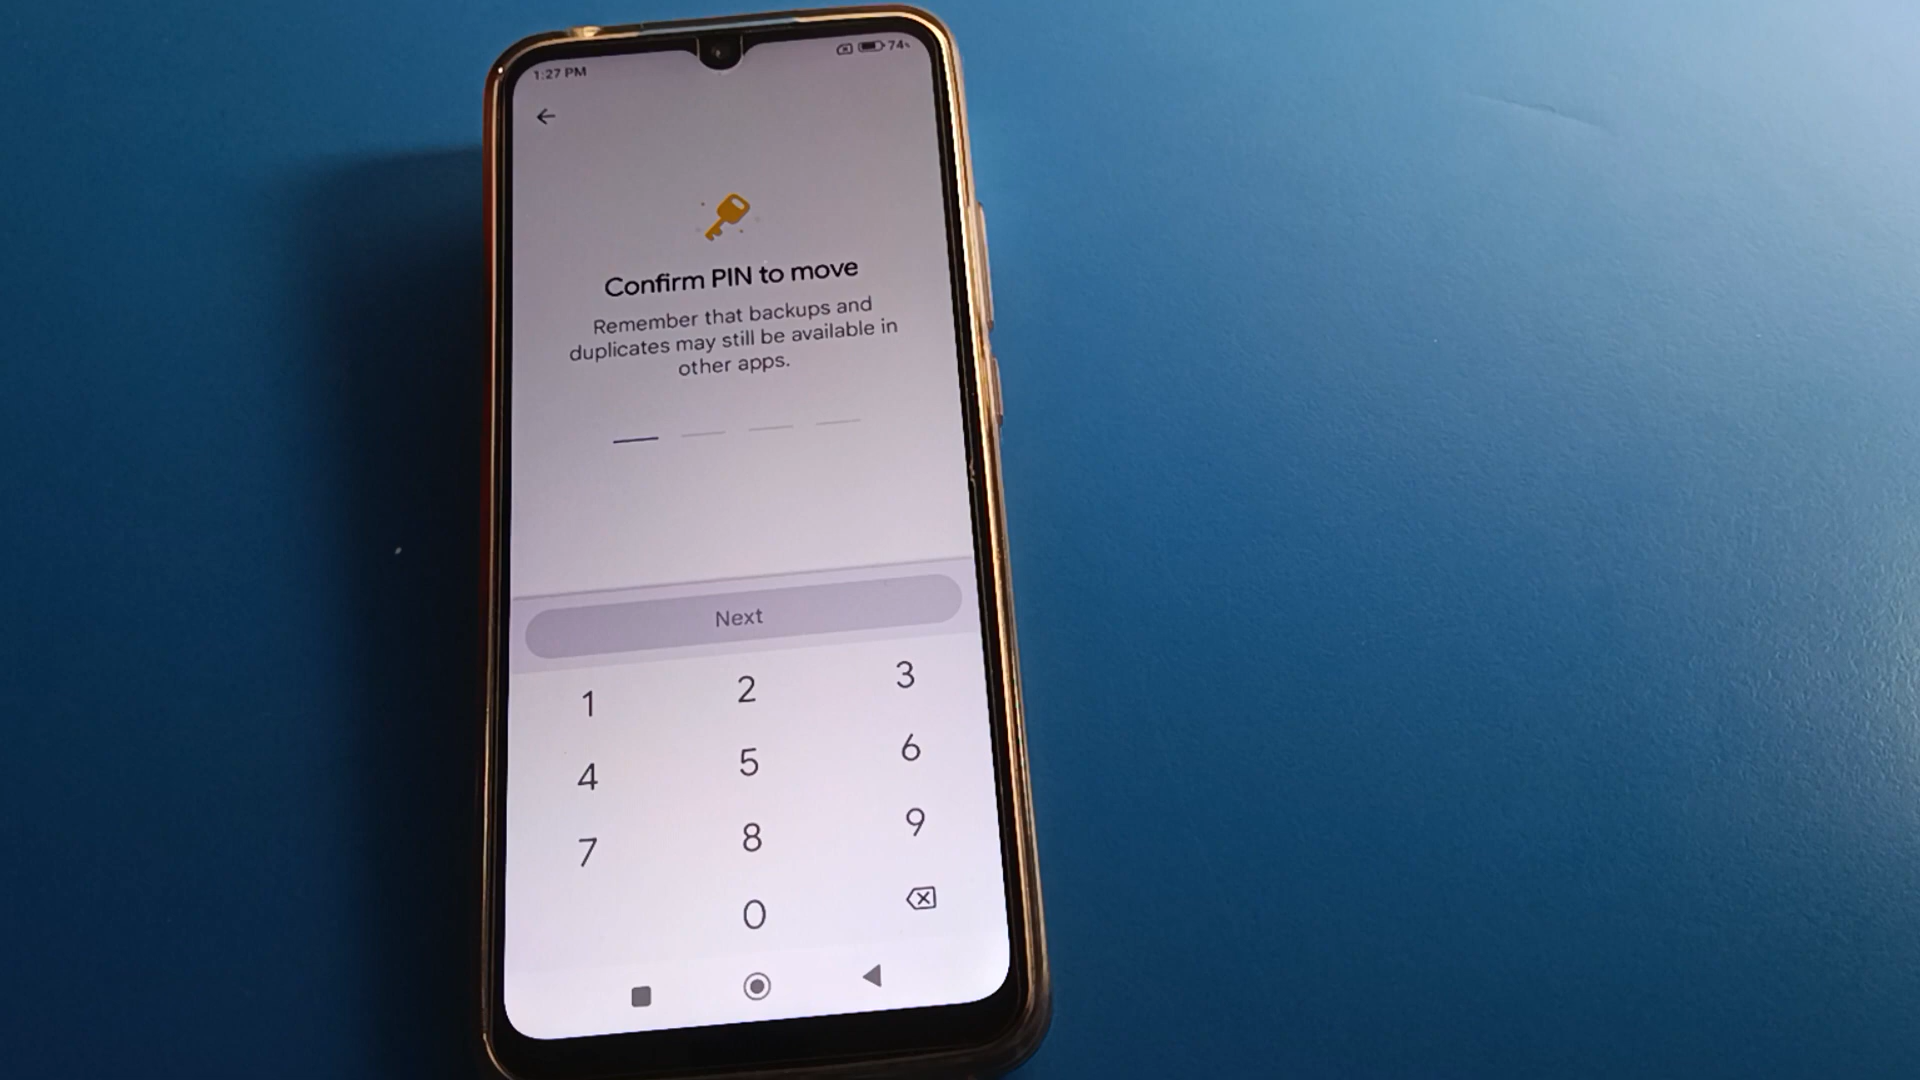 1:27 PM
74%
Confirm PIN to move
Remember that backups and
duplicates may still be available in
other apps.
Next
1 2 3
4 5 6
7 8 9
0